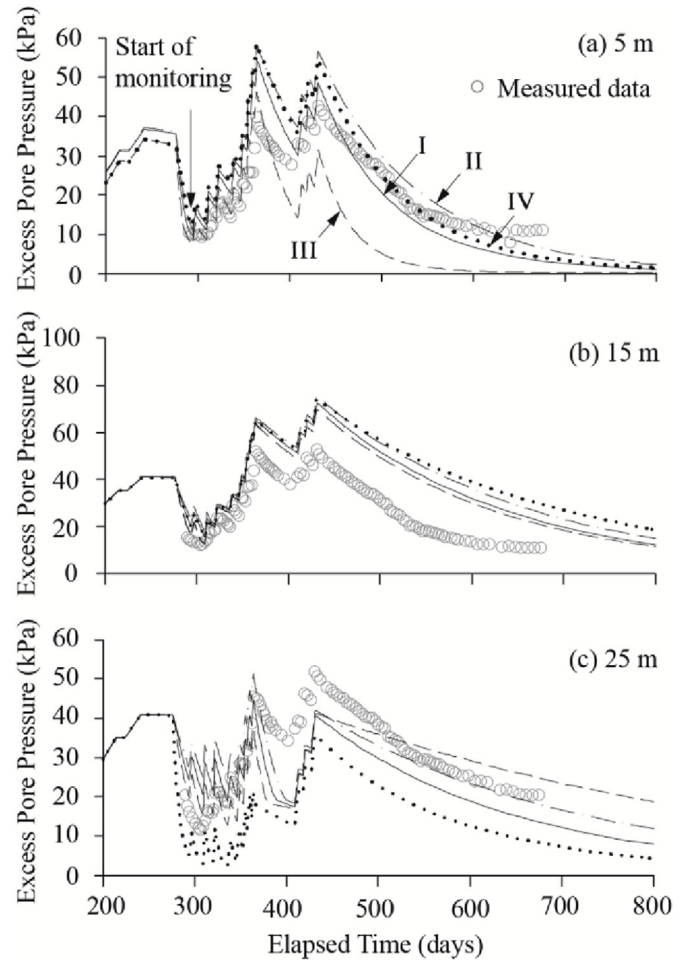 Excess Pore Pressure (kPa)
60
50
40
30
20
10
0
Start of
monitoring
(a) 5 m
Measured data
I
II
III
IV
Excess Pore Pressure (kPa)
100
80
60
40
20
0
(b) 15 m
Excess Pore Pressure (kPa)
60
50
40
30
20
10
0
(c) 25 m
200
300
400
500
600
700
800
Elapsed Time (days)